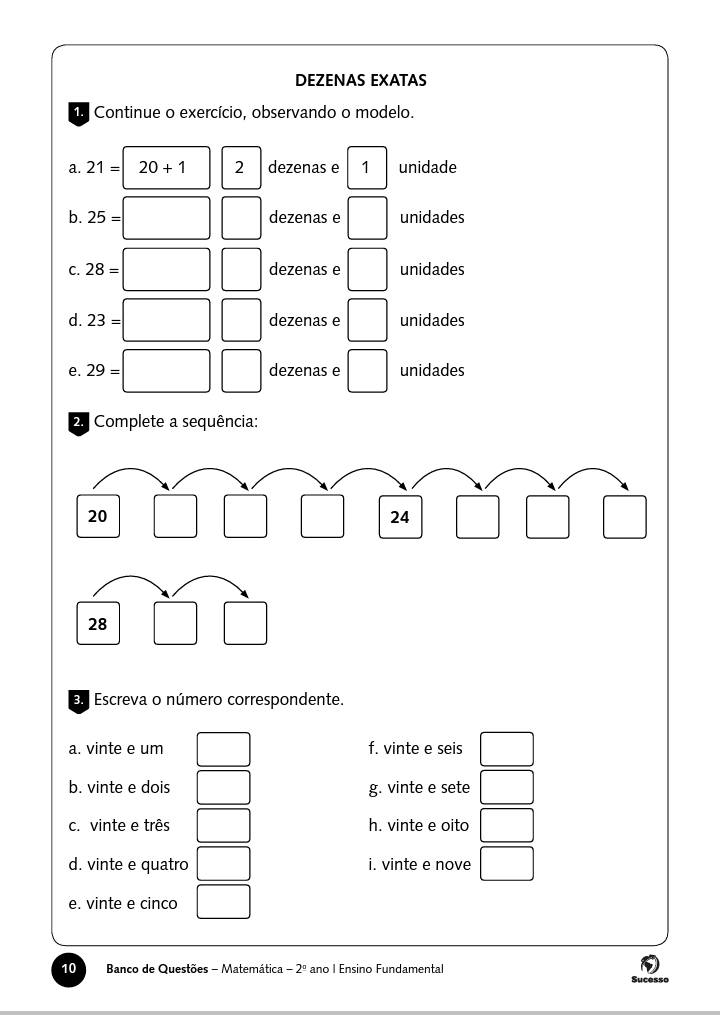 DEZENAS EXATAS
1. Continue o exercício, observando o modelo.
a. 21 = 20 + 1 2 dezenas e 1 unidade
b. 25 = dezenas e unidades
c. 28 = dezenas e unidades
d. 23 = dezenas e unidades
e. 29 = dezenas e unidades
2. Complete a sequência:
20 24
28
3. Escreva o número correspondente.
a. vinte e um
b. vinte e dois
c. vinte e três
d. vinte e quatro
e. vinte e cinco
f. vinte e seis
g. vinte e sete
h. vinte e oito
i. vinte e nove
10 Banco de Questões – Matemática – 2º ano | Ensino Fundamental
Sucesso